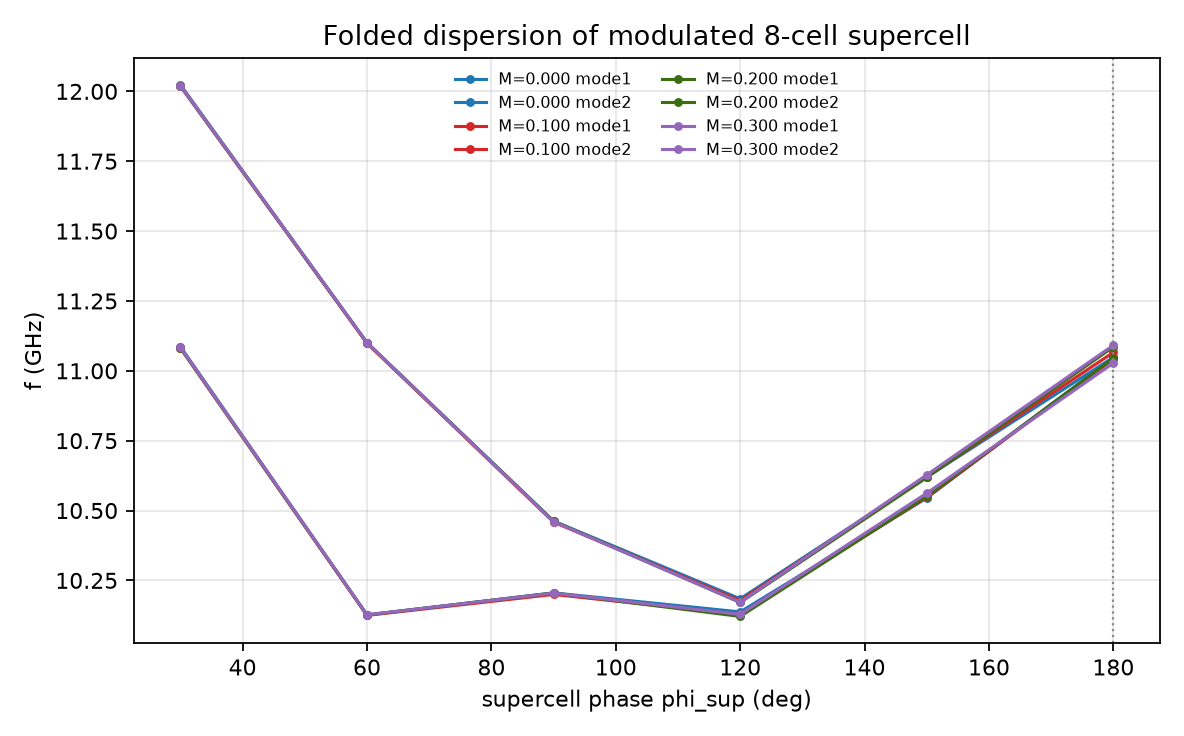 Folded dispersion of modulated 8-cell supercell
12.00
11.75
11.50
11.25
11.00
10.75
10.50
10.25
f (GHz)
M=0.000 mode1
M=0.000 mode2
M=0.100 mode1
M=0.100 mode2
M=0.200 mode1
M=0.200 mode2
M=0.300 mode1
M=0.300 mode2
40 60 80 100 120 140 160 180
supercell phase phi_sup (deg)